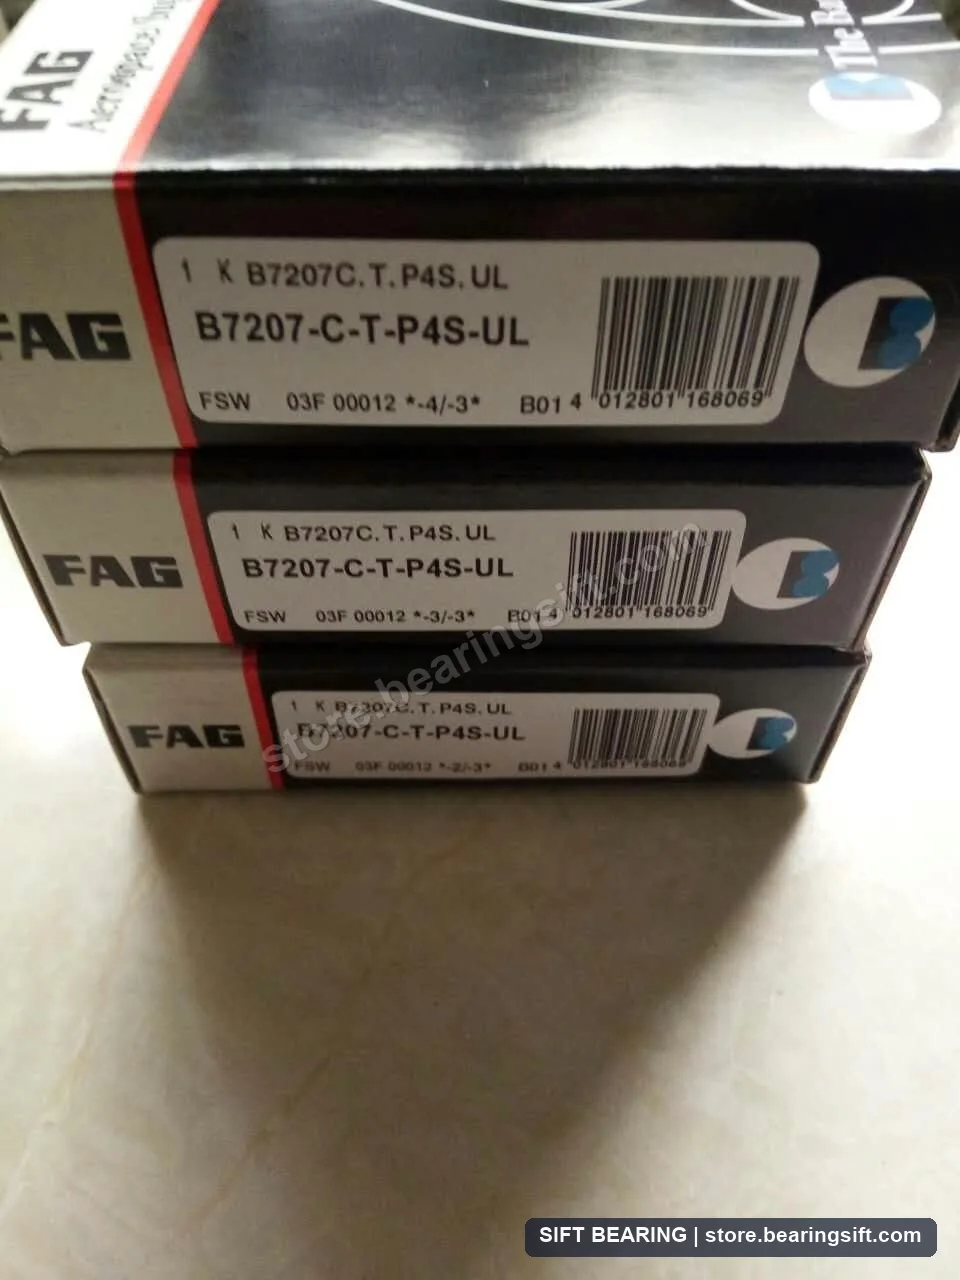 FAG
Aerospace
The
1 K B7207C.T.P4S.UL
B7207-C-T-P4S-UL
FSW 03F 00012 *-4/-3* B01 4 012801 168069
FAG
1 K B7207C.T.P4S.UL
B7207-C-T-P4S-UL
FSW 03F 00012 *-3/-3* B01 4 012801 168069
FAG
1 K B7207C.T.P4S.UL
B7207-C-T-P4S-UL
FSW 03F 00012 *-2/-3* B01 4 012801 168069
FAG
store.bearingsift.com
SIFT BEARING | store.bearingsift.com